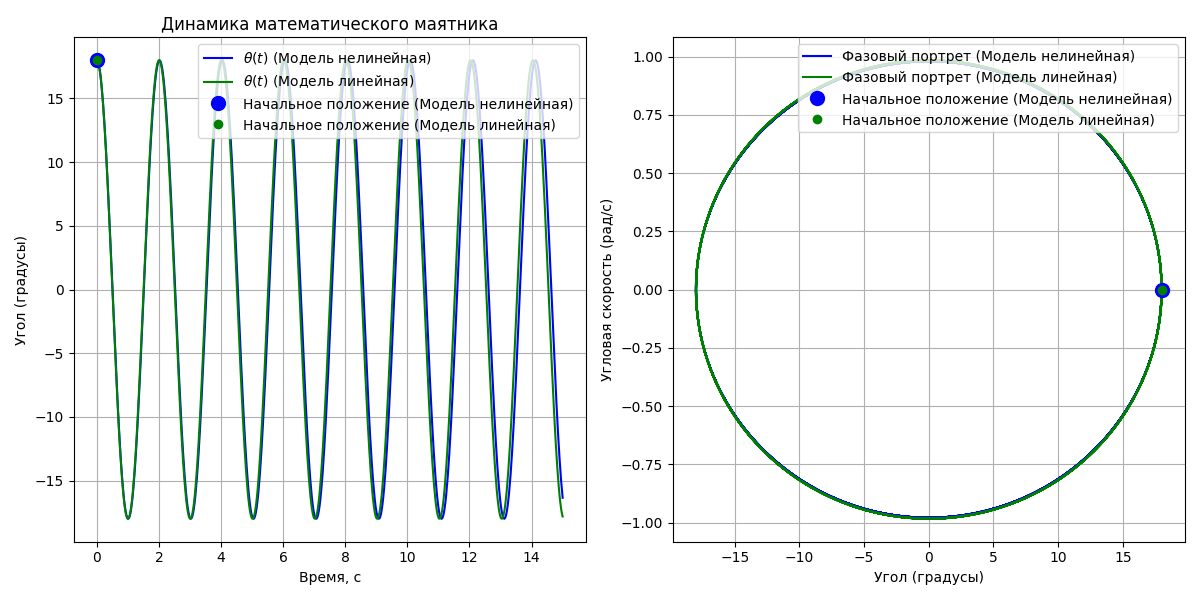 Динамика математического маятника
θ(t) (Модель нелинейная)
θ(t) (Модель линейная)
Начальное положение (Модель нелинейная)
Начальное положение (Модель линейная)
15
10
5
0
−5
−10
−15
Угол (градусы)
0 2 4 6 8 10 12 14
Время, с
Фазовый портрет (Модель нелинейная)
Фазовый портрет (Модель линейная)
Начальное положение (Модель нелинейная)
Начальное положение (Модель линейная)
1.00
0.75
0.50
0.25
0.00
−0.25
−0.50
−0.75
−1.00
Угловая скорость (рад/с)
−15 −10 −5 0 5 10 15
Угол (градусы)